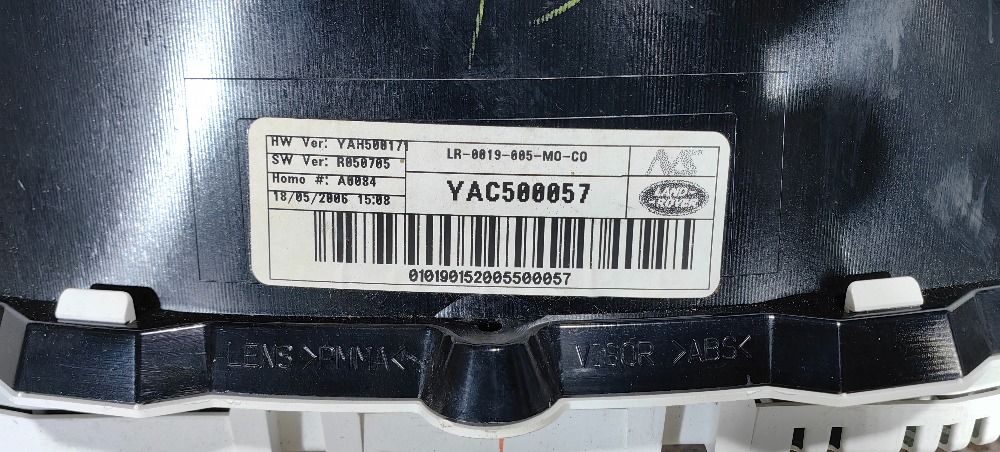 HW Ver: YAH500171
SW Ver: R050705
Homo #: A0084
18/05/2006 15:08
LR-0019-005-MO-CO
YAC500057
LAND
ROVER
010190152005500057
LENS >PMMA<
VISOR >ABS<